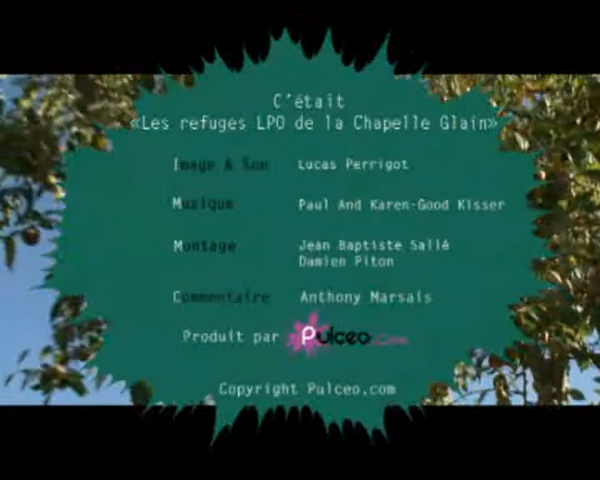 C'était
«Les refuges LPO de la Chapelle Glain»
Image & Son Lucas Perrigot
Musique Paul And Karen-Good Kisser
Montage Jean Baptiste Sailé
Damien Piton
Commentaire Anthony Marsais
Produit par Pulceo.com
Copyright Pulceo.com